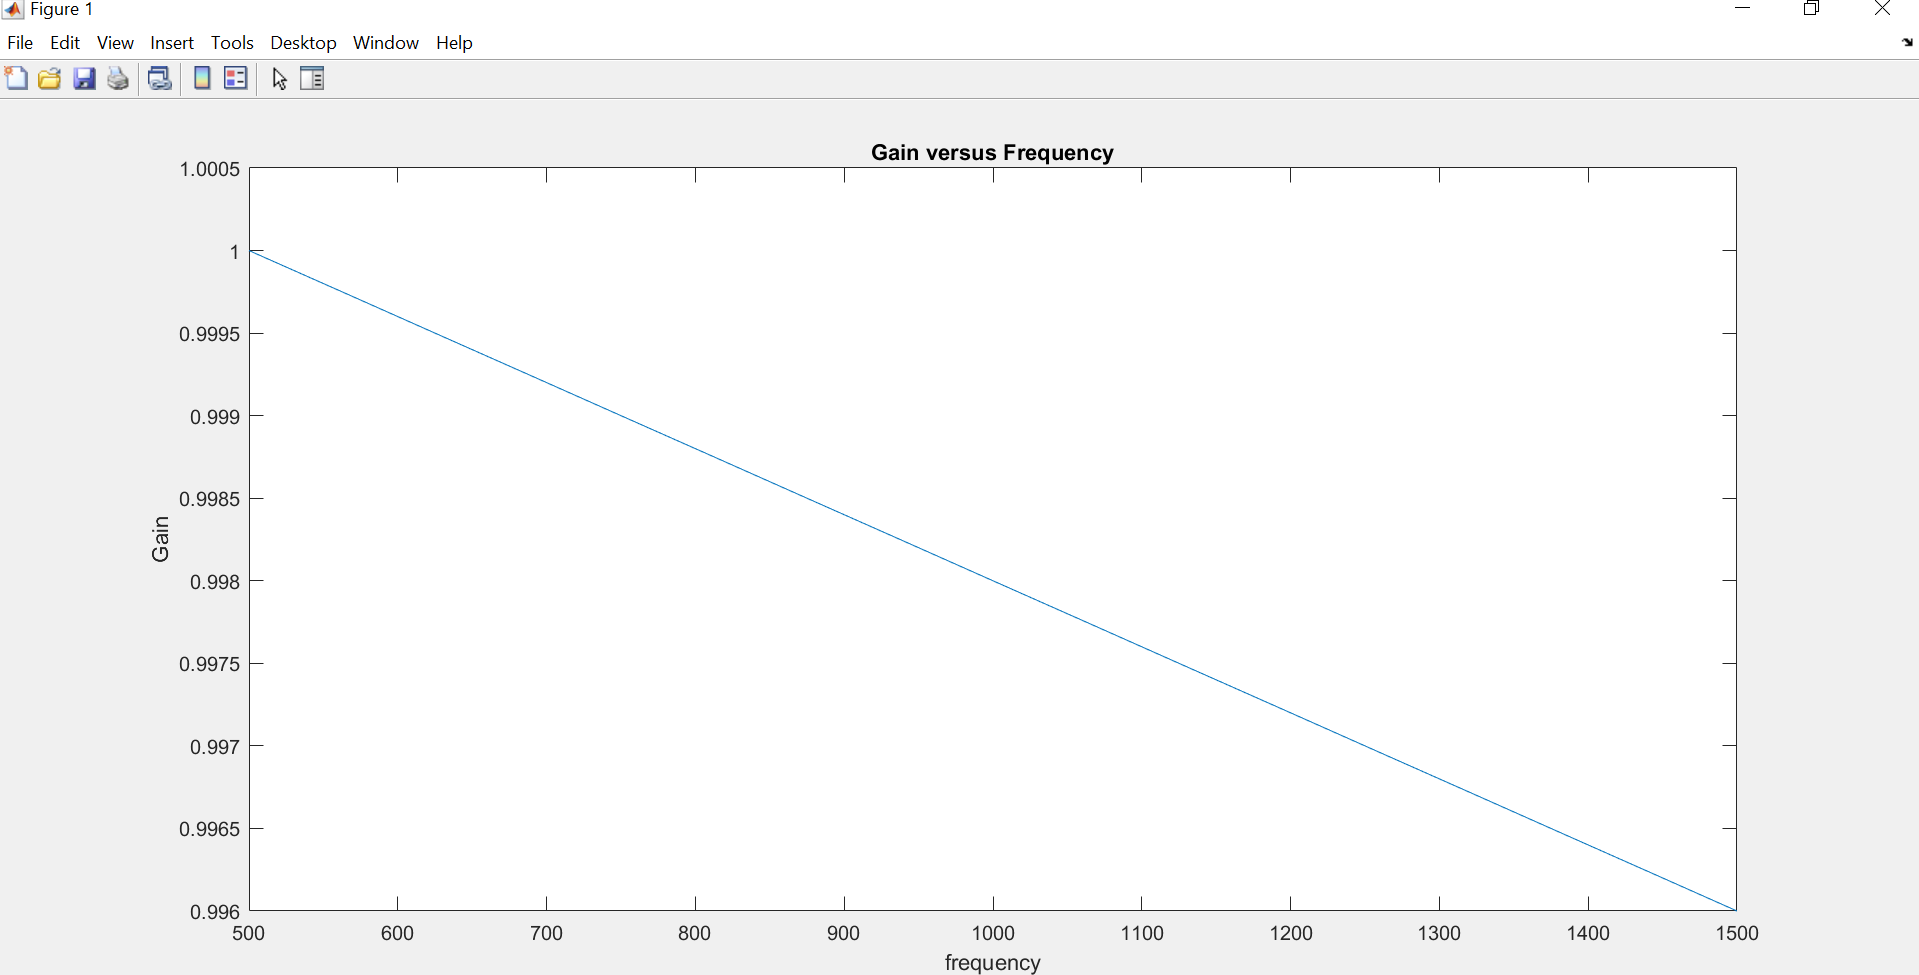 Figure 1
File Edit View Insert Tools Desktop Window Help
Gain versus Frequency
1.0005
1
0.9995
0.999
0.9985
0.998
0.9975
0.997
0.9965
0.996
Gain
500 600 700 800 900 1000 1100 1200 1300 1400 1500
frequency